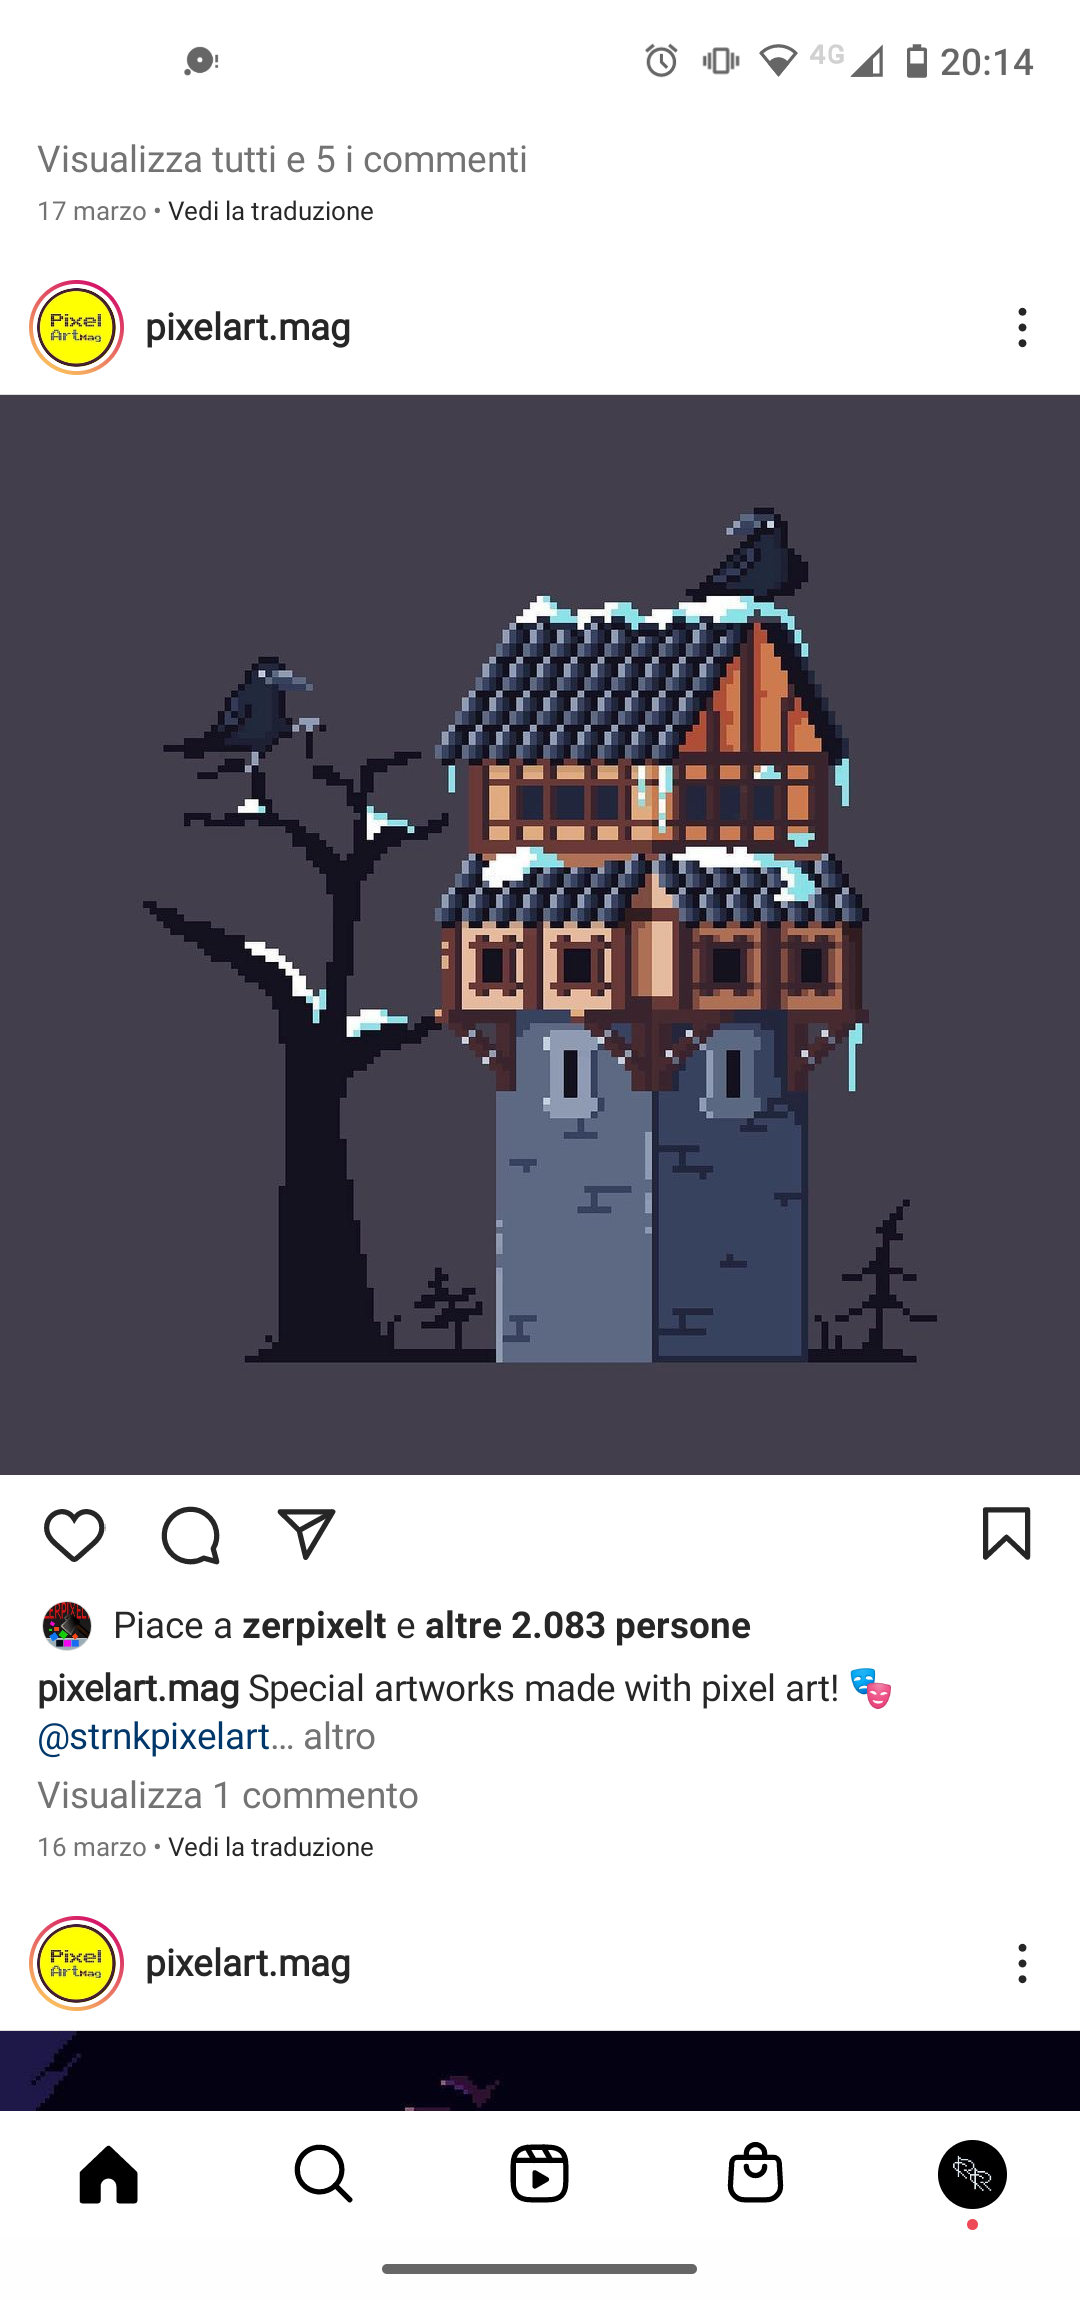 4G 20:14
Visualizza tutti e 5 i commenti
17 marzo • Vedi la traduzione
Pixel
Art Mag
pixelart.mag
Piace a zerpixelt e altre 2.083 persone
pixelart.mag Special artworks made with pixel art! 🎭
@strnkpixelart... altro
Visualizza 1 commento
16 marzo • Vedi la traduzione
Pixel
Art Mag
pixelart.mag